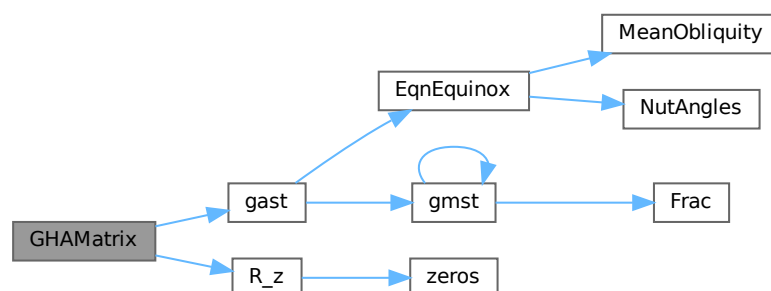 GHAMatrix
gast
EqnEquinox
MeanObliquity
NutAngles
gmst
Frac
R_z
zeros